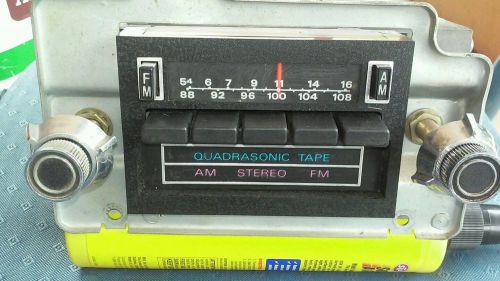 FM
AM
54 6 7 9 11 14 16
88 92 96 100 104 108
QUADRASONIC TAPE
AM STEREO FM